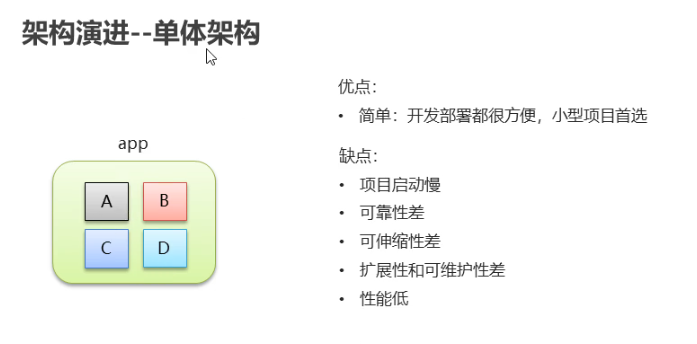 架构演进--单体架构
优点：
• 简单：开发部署都很方便，小型项目首选
缺点：
• 项目启动慢
• 可靠性差
• 可伸缩性差
• 扩展性和可维护性差
• 性能低
app
A
B
C
D